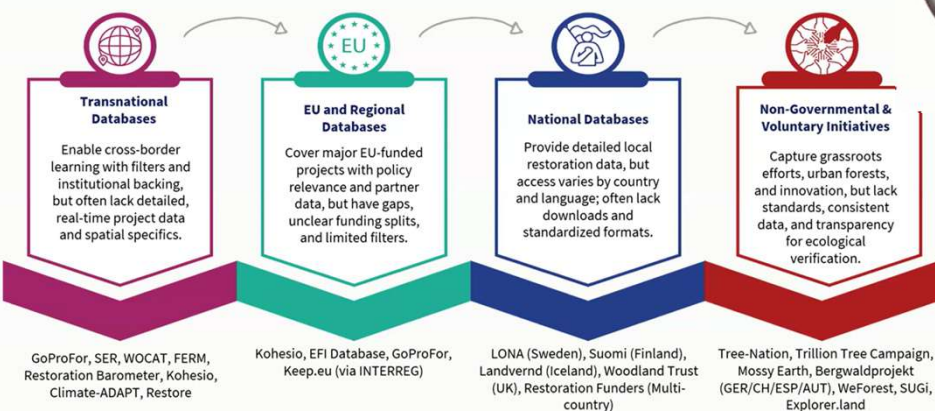 EU
Transnational
Databases
Enable cross-border
learning with filters and
institutional backing,
but often lack detailed,
real-time project data
and spatial specifics.
GoProFor, SER, WOCAT, FERM,
Restoration Barometer, Kohesio,
Climate-ADAPT, Restore
EU and Regional
Databases
Cover major EU-funded
projects with policy
relevance and partner
data, but have gaps,
unclear funding splits,
and limited filters.
Kohesio, EFI Database, GoProFor,
Keep.eu (via INTERREG)
National Databases
Provide detailed local
restoration data, but
access varies by country
and language; often lack
downloads and
standardized formats.
LONA (Sweden), Suomi (Finland),
Landvernd (Iceland), Woodland Trust
(UK), Restoration Funders (Multi-
country)
Non-Governmental &
Voluntary Initiatives
Capture grassroots
efforts, urban forests,
and innovation, but lack
standards, consistent
data, and transparency
for ecological
verification.
Tree-Nation, Trillion Tree Campaign,
Mossy Earth, Bergwaldprojekt
(GER/CH/ESP/AUT), WeForest, SUGi,
Explorer.land